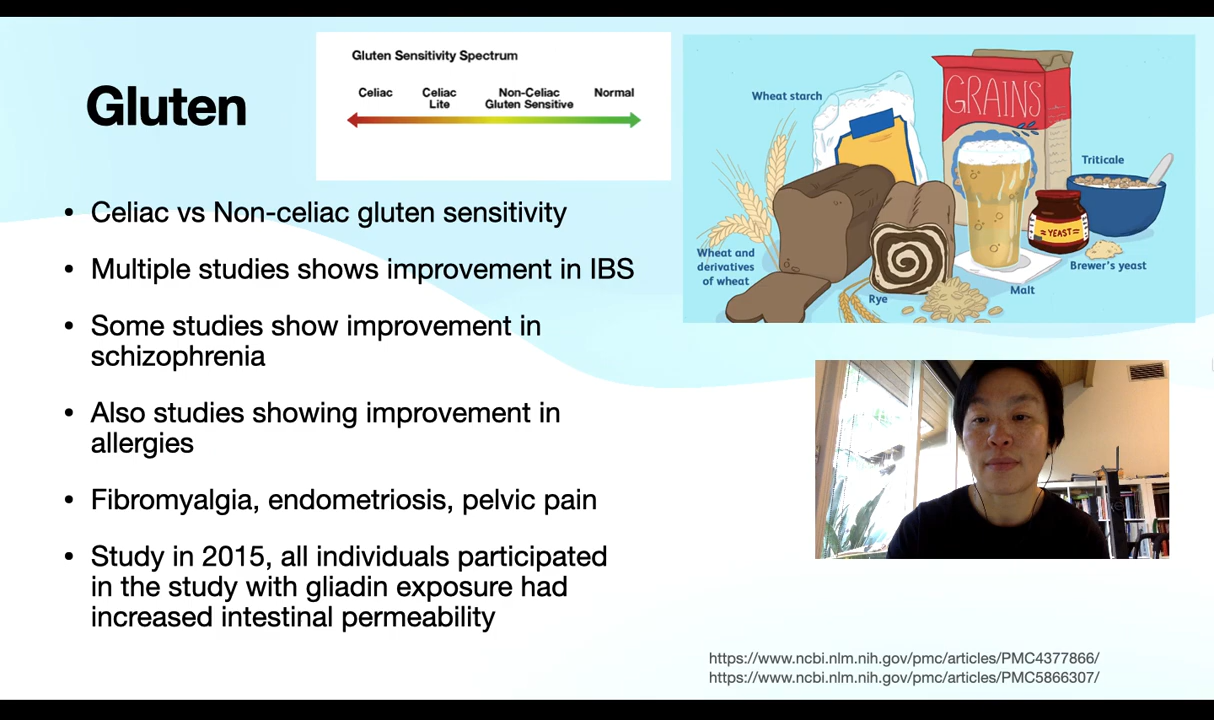 Gluten
Gluten Sensitivity Spectrum
Celiac
Celiac
Lite
Non-Celiac
Gluten Sensitive
Normal
• Celiac vs Non-celiac gluten sensitivity
• Multiple studies shows improvement in IBS
• Some studies show improvement in
schizophrenia
• Also studies showing improvement in
allergies
• Fibromyalgia, endometriosis, pelvic pain
• Study in 2015, all individuals participated
in the study with gliadin exposure had
increased intestinal permeability
Wheat starch
GRAINS
Triticale
=YEAST=
Wheat and
derivatives
of wheat
Rye
Malt
Brewer's yeast
https://www.ncbi.nlm.nih.gov/pmc/articles/PMC4377866/
https://www.ncbi.nlm.nih.gov/pmc/articles/PMC5866307/